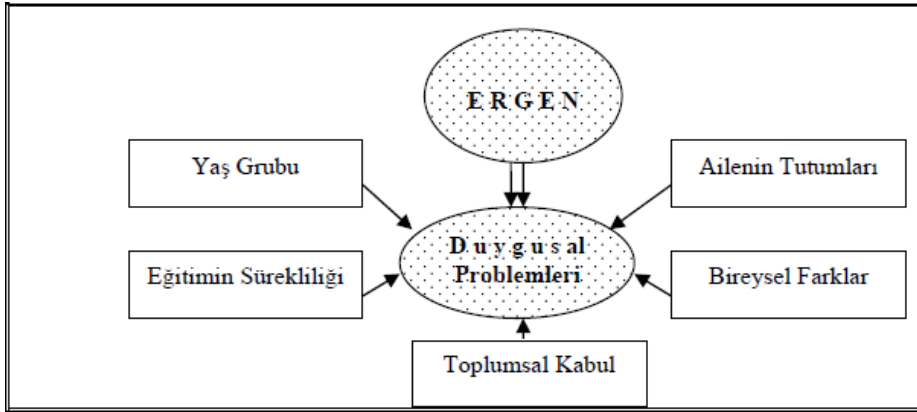 E R G E N
Yaş Grubu
Ailenin Tutumları
D u y g u s a l
Problemleri
Eğitimin Sürekliliği
Bireysel Farklar
Toplumsal Kabul